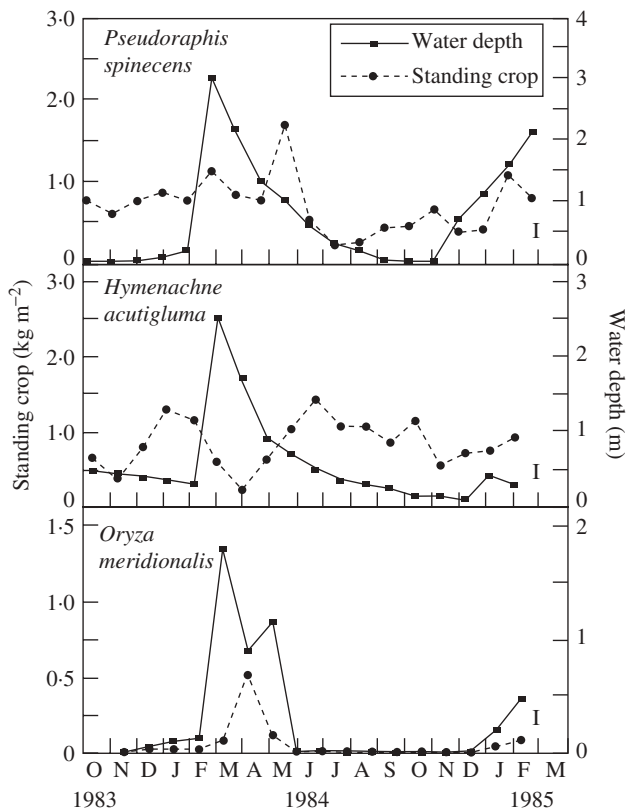 3·0
2·0
1·0
0
Pseudoraphis
spinecens
Water depth
Standing crop
I
4
3
2
1
0
3·0
2·0
1·0
0
Hymenachne
acutigluma
I
3
2
1
0
Standing crop (kg m⁻²)
Water depth (m)
1·5
1·0
0·5
0
Oryza
meridionalis
I
2
1
0
O N D J F M A M J J A S O N D J F M
1983 1984 1985